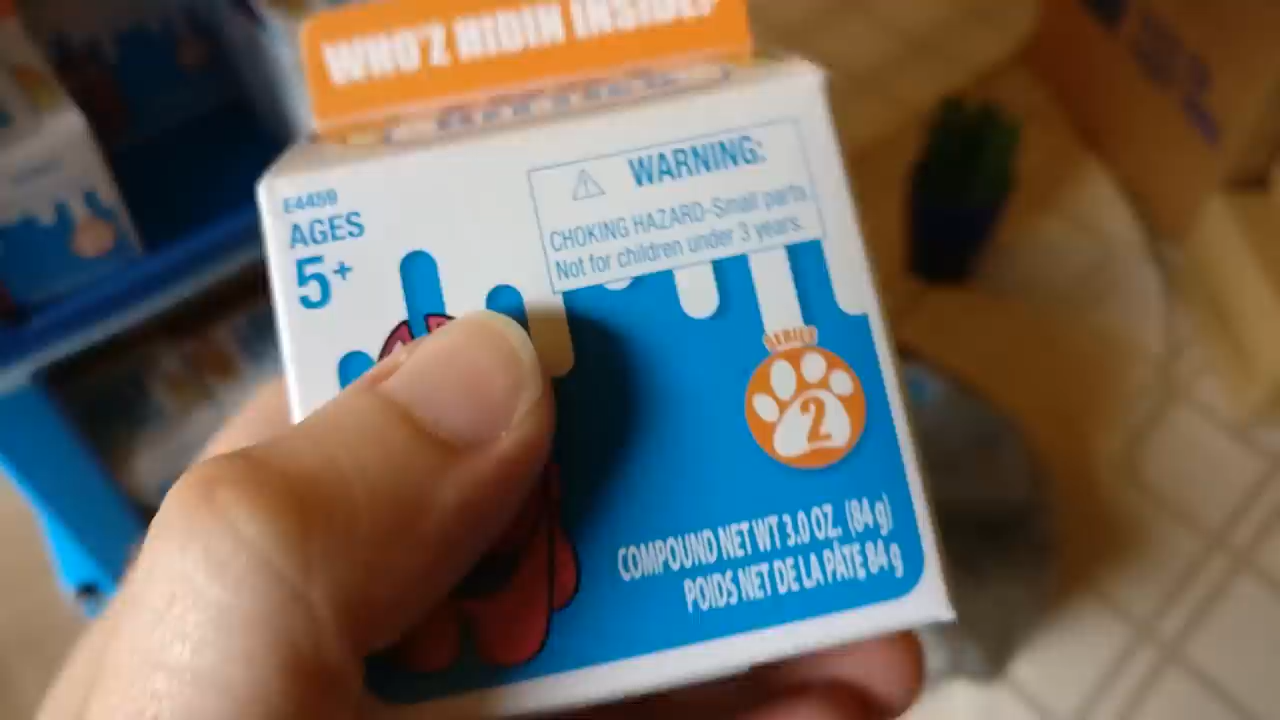 WHO'Z HIDIN INSIDE?
E4459
AGES
5+
WARNING:
CHOKING HAZARD-Small parts
Not for children under 3 years.
SERIES
2
COMPOUND NET WT 3.0 OZ. (84 g)
POIDS NET DE LA PÂTE 84 g